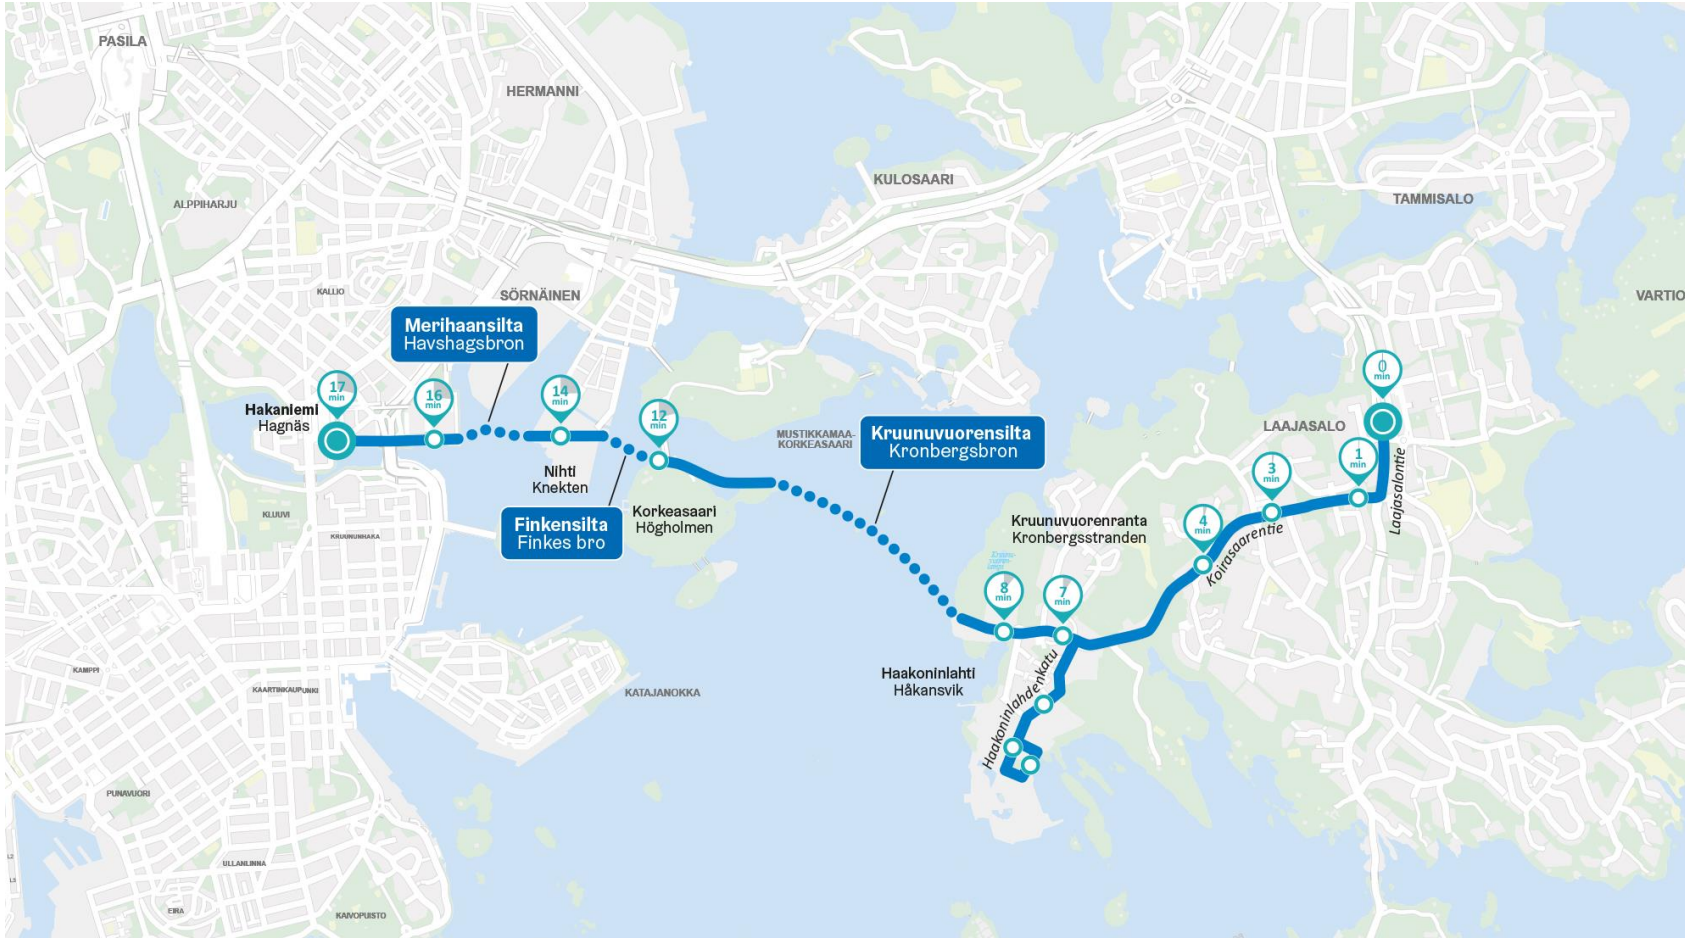 PASILA
HERMANNI
KULOSAARI
TAMMISALO
ALPPIHARJU
KALLIO
SÖRNÄINEN
VARTIO
Merihaansilta
Havshagsbron
0
min
17
min
16
min
14
min
12
min
Hakaniemi
Hagnäs
MUSTIKKAMAA-
KORKEASAARI
Kruunuvuorensilta
Kronbergsbron
LAAJASALO
1
min
3
min
Laajasalontie
Nihti
Knekten
Korkeasaari
Högholmen
Finkensilta
Finkes bro
KLUUVI
KRUUNUNHAKA
Kruunuvuorenranta
Kronbergsstranden
4
min
Koirasaarentie
8
min
7
min
Haakoninlahti
Håkansvik
Haakoninlahdenkatu
KAMPPI
KAARTINKAUPUNKI
KATAJANOKKA
PUNAVUORI
ULLANLINNA
EIRA
KAIVOPUISTO